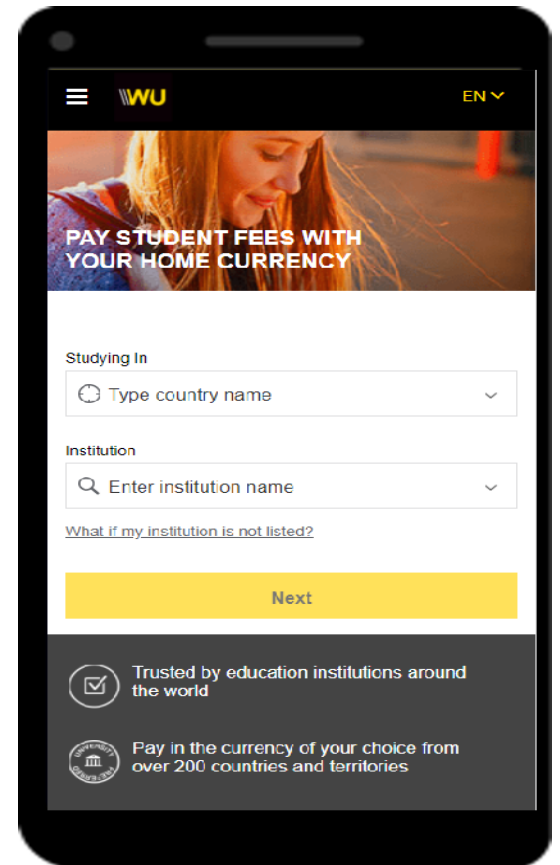 WU
EN
PAY STUDENT FEES WITH
YOUR HOME CURRENCY
Studying In
Type country name
Institution
Enter institution name
What if my institution is not listed?
Next
Trusted by education institutions around
the world
UNIVERSITY
Pay in the currency of your choice from
over 200 countries and territories